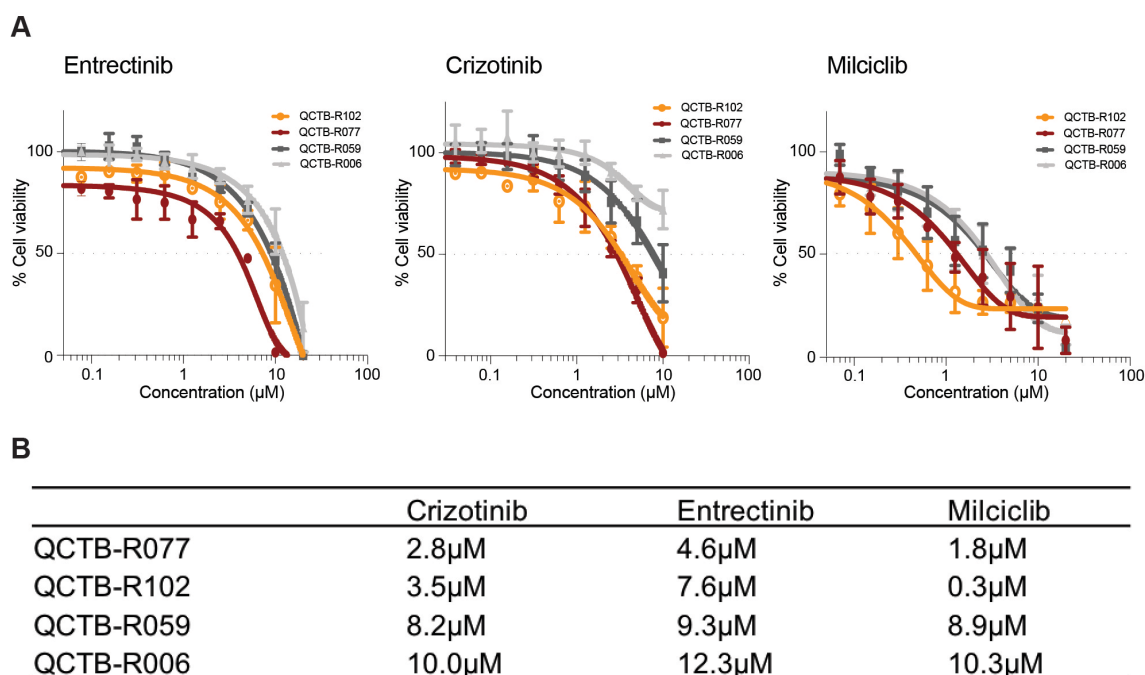 A
Entrectinib
QCTB-R102
QCTB-R077
QCTB-R059
QCTB-R006
100
50
0
% Cell viability
0.1 1 10 100
Concentration (µM)
Crizotinib
QCTB-R102
QCTB-R077
QCTB-R059
QCTB-R006
100
50
0
% Cell viability
0.1 1 10 100
Concentration (µM)
Milciclib
QCTB-R102
QCTB-R077
QCTB-R059
QCTB-R006
100
50
0
% Cell viability
0.1 1 10 100
Concentration (µM)
B
Crizotinib Entrectinib Milciclib
QCTB-R077 2.8µM 4.6µM 1.8µM
QCTB-R102 3.5µM 7.6µM 0.3µM
QCTB-R059 8.2µM 9.3µM 8.9µM
QCTB-R006 10.0µM 12.3µM 10.3µM